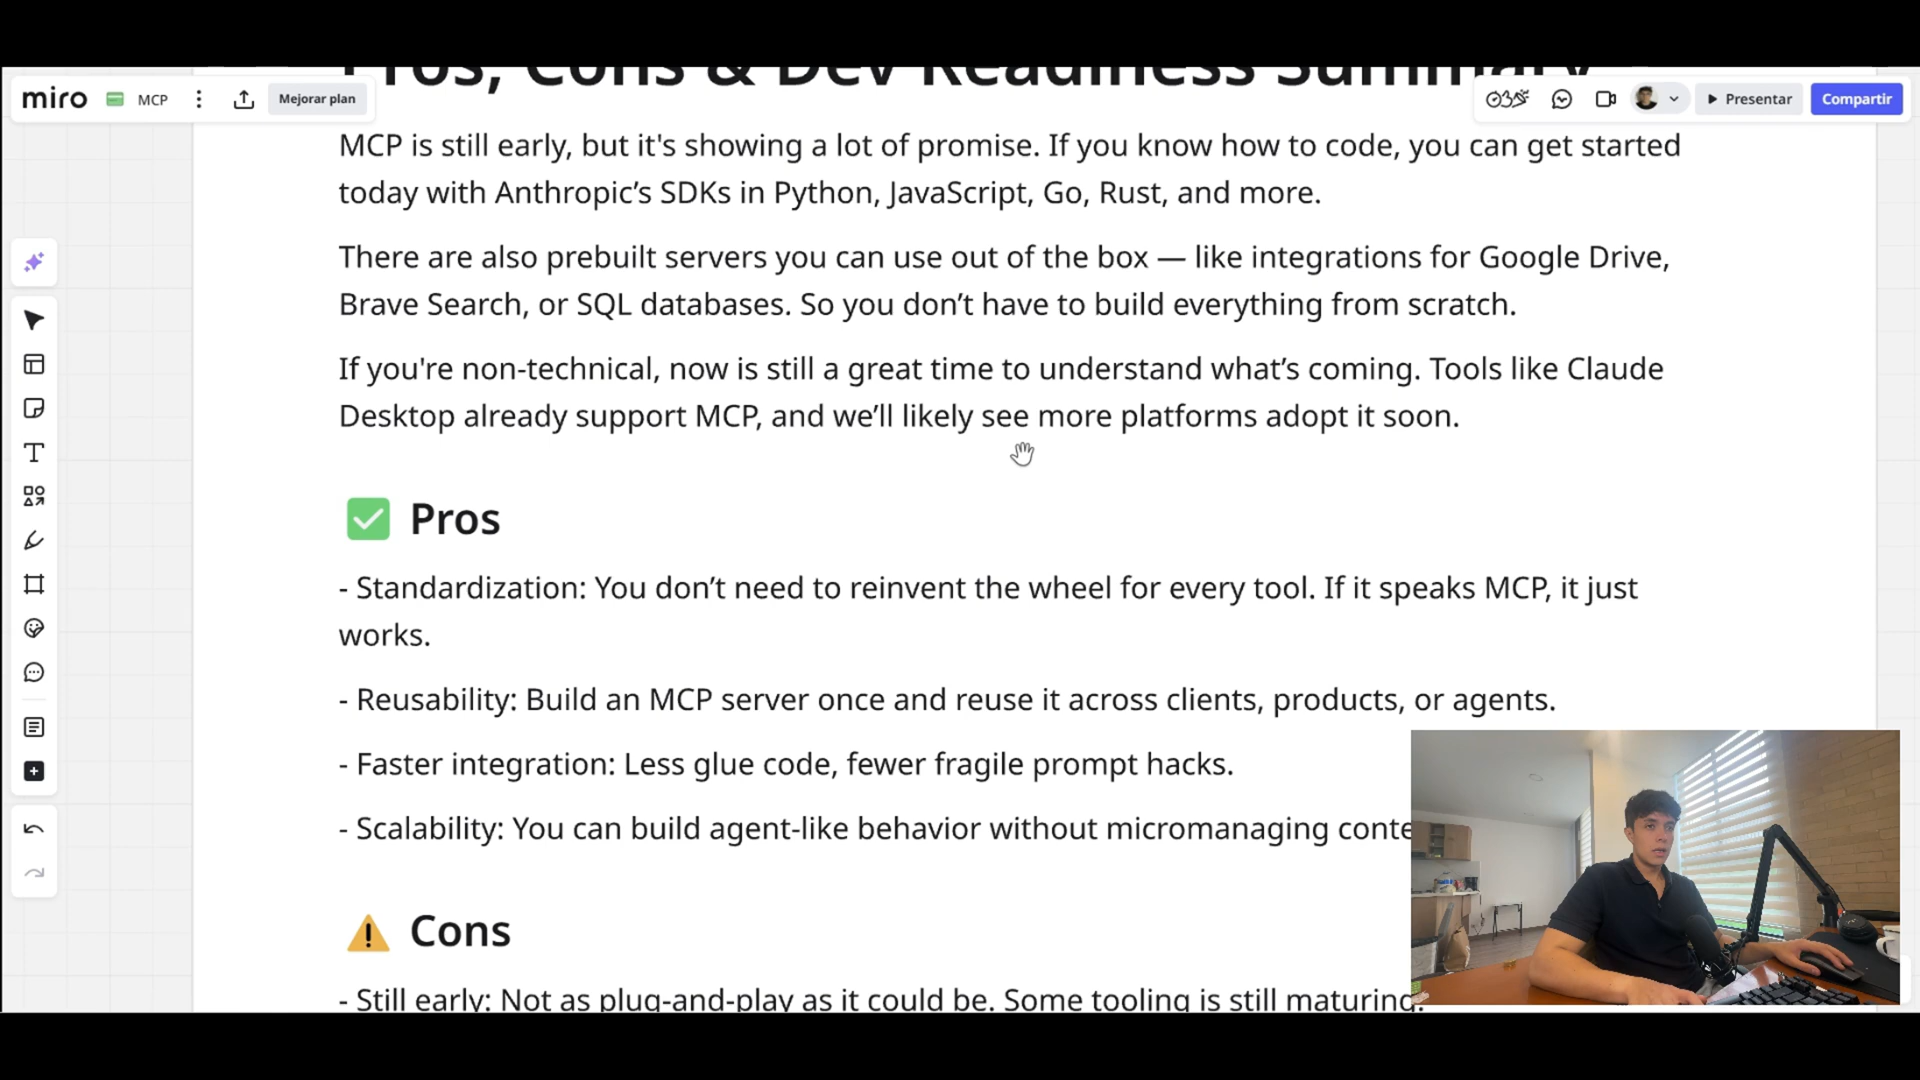 Pros, Cons & Dev Readiness Summary
miro
MCP
Mejorar plan
Presentar
Compartir
MCP is still early, but it's showing a lot of promise. If you know how to code, you can get started
today with Anthropic’s SDKs in Python, JavaScript, Go, Rust, and more.
There are also prebuilt servers you can use out of the box — like integrations for Google Drive,
Brave Search, or SQL databases. So you don’t have to build everything from scratch.
If you're non-technical, now is still a great time to understand what’s coming. Tools like Claude
Desktop already support MCP, and we’ll likely see more platforms adopt it soon.
✅ Pros
- Standardization: You don’t need to reinvent the wheel for every tool. If it speaks MCP, it just
works.
- Reusability: Build an MCP server once and reuse it across clients, products, or agents.
- Faster integration: Less glue code, fewer fragile prompt hacks.
- Scalability: You can build agent-like behavior without micromanaging conte
⚠️ Cons
- Still early: Not as plug-and-play as it could be. Some tooling is still maturing.